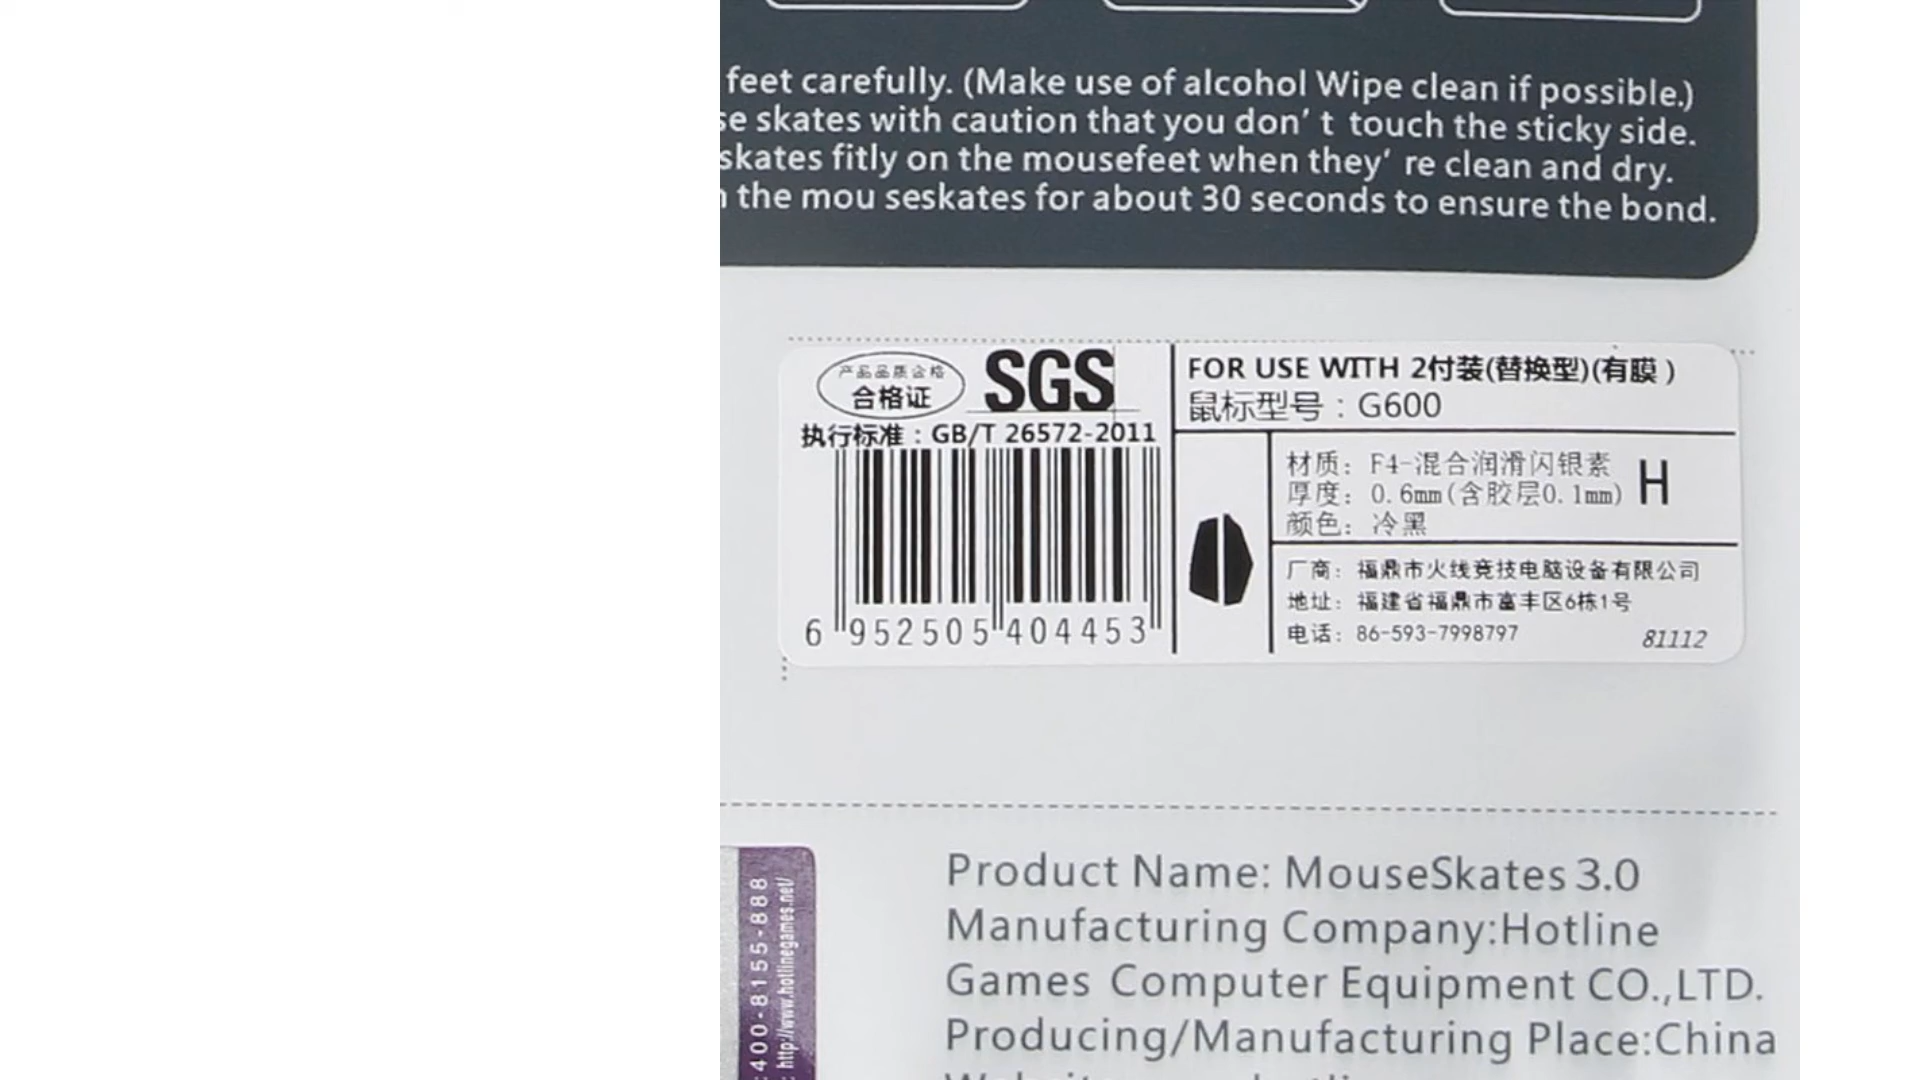 feet carefully. (Make use of alcohol Wipe clean if possible.)
se skates with caution that you don’ t touch the sticky side.
skates fitly on the mousefeet when they’ re clean and dry.
the mou seskates for about 30 seconds to ensure the bond.
产品品质合格
合格证
SGS
执行标准：GB/T 26572-2011
6 952505 404453
FOR USE WITH 2付装(替换型)(有膜)
鼠标型号：G600
材质：F4-混合润滑闪银素
厚度：0.6mm(含胶层0.1mm)
颜色：冷黑
H
厂商：福鼎市火线竞技电脑设备有限公司
地址：福建省福鼎市富丰区6栋1号
电话：86-593-7998797
81112
:400-8155-888
: http://www.hotlinegames.net/
Product Name: MouseSkates 3.0
Manufacturing Company:Hotline
Games Computer Equipment CO.,LTD.
Producing/Manufacturing Place:China